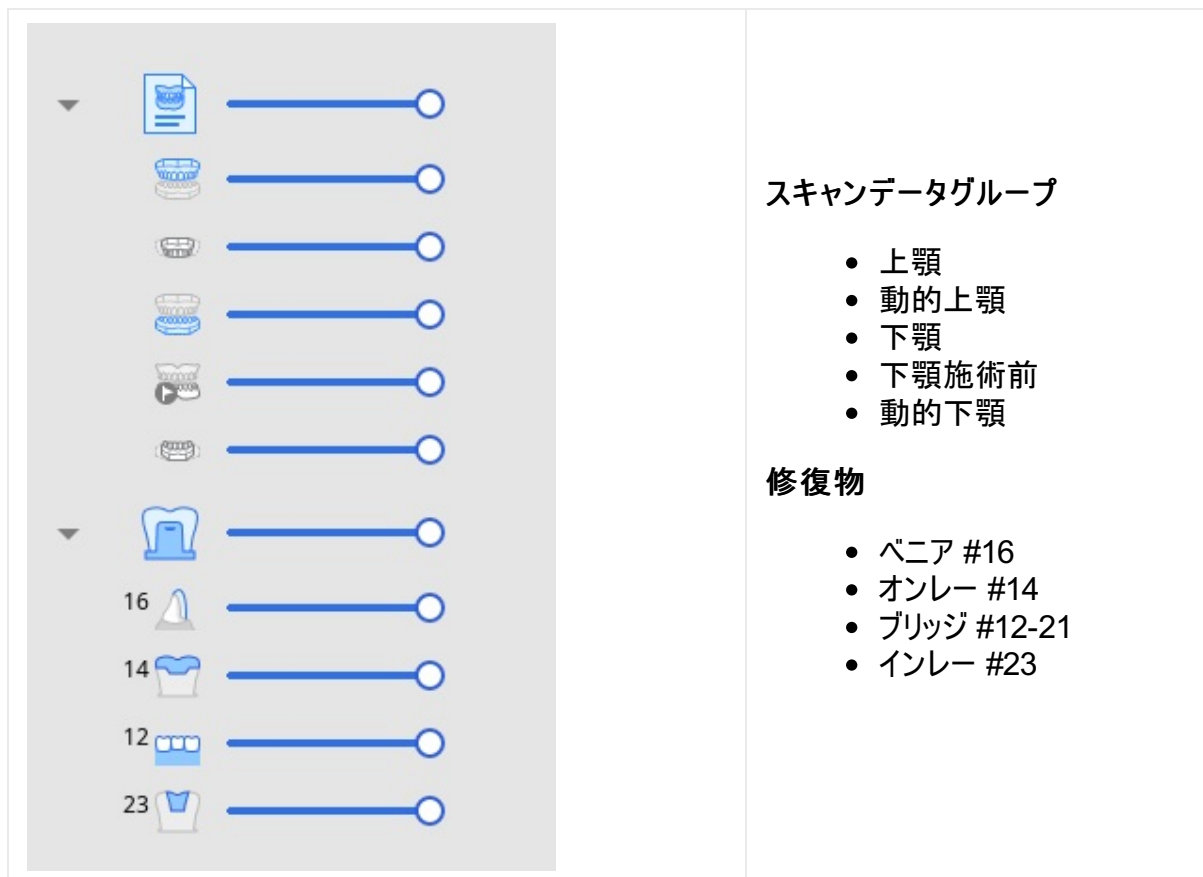 16
14
12
23
スキャンデータグループ
• 上顎
• 動的上顎
• 下顎
• 下顎施術前
• 動的下顎
修復物
• ベニア #16
• オンレー #14
• ブリッジ #12-21
• インレー #23